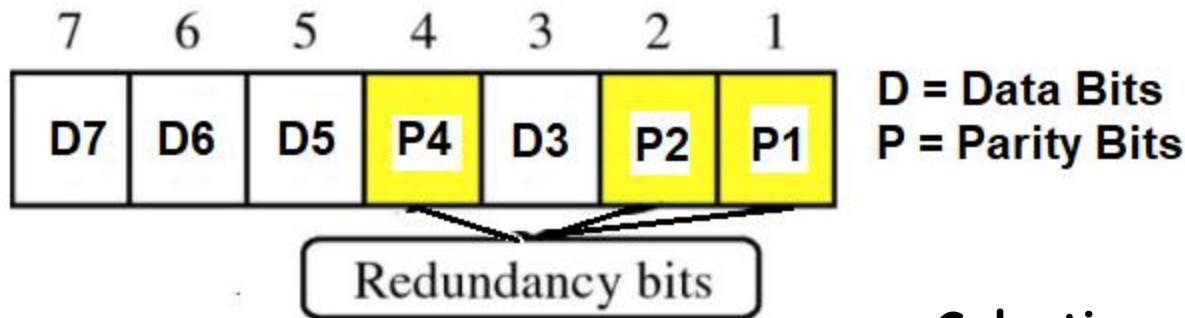 7 6 5 4 3 2 1
D7 D6 D5 P4 D3 P2 P1
D = Data Bits
P = Parity Bits
Redundancy bits